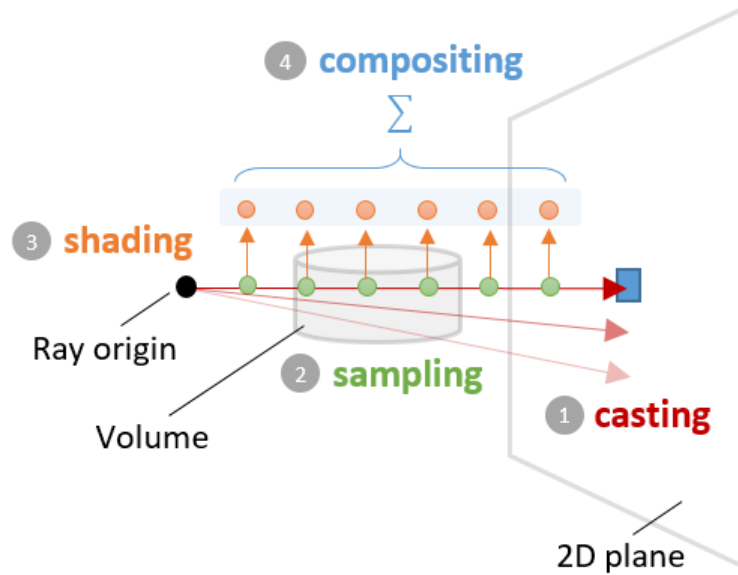 4 compositing
Σ
3 shading
Ray origin
2 sampling
Volume
1 casting
2D plane